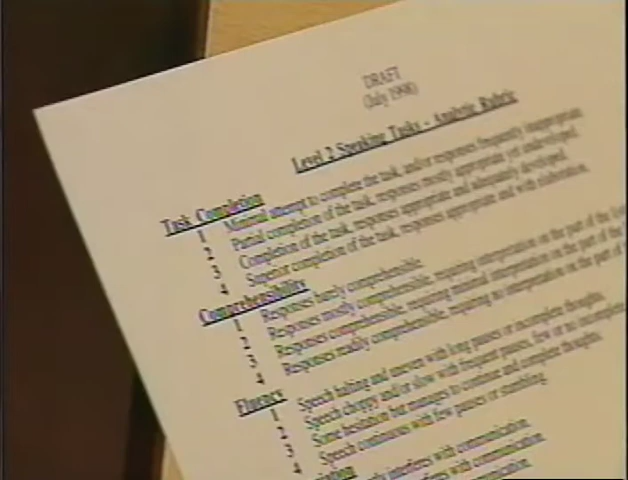 DRAFT
(July 1998)
Level 2 Speaking Tasks - Analytic Rubric
Task Completion
1 Minimal attempt to complete the task, and/or responses frequently inappropriate.
2 Partial completion of the task, responses mostly appropriate yet undeveloped.
3 Completion of the task, responses appropriate and adequately developed.
4 Superior completion of the task, responses appropriate and with elaboration.
Comprehensibility
1 Responses barely comprehensible.
2 Responses mostly comprehensible, requiring interpretation on the part of the
3 Responses comprehensible, requiring minimal interpretation on the part of the
4 Responses readily comprehensible, requiring no interpretation on the part of
Fluency
1 Speech halting and uneven with long pauses or incomplete thoughts.
2 Speech choppy and/or slow with frequent pauses, few or no incomplete
3 Some hesitation but manages to continue and complete thoughts.
4 Speech continuous with few pauses or stumbling.
interferes with communication.
interferes with communication.
communication.